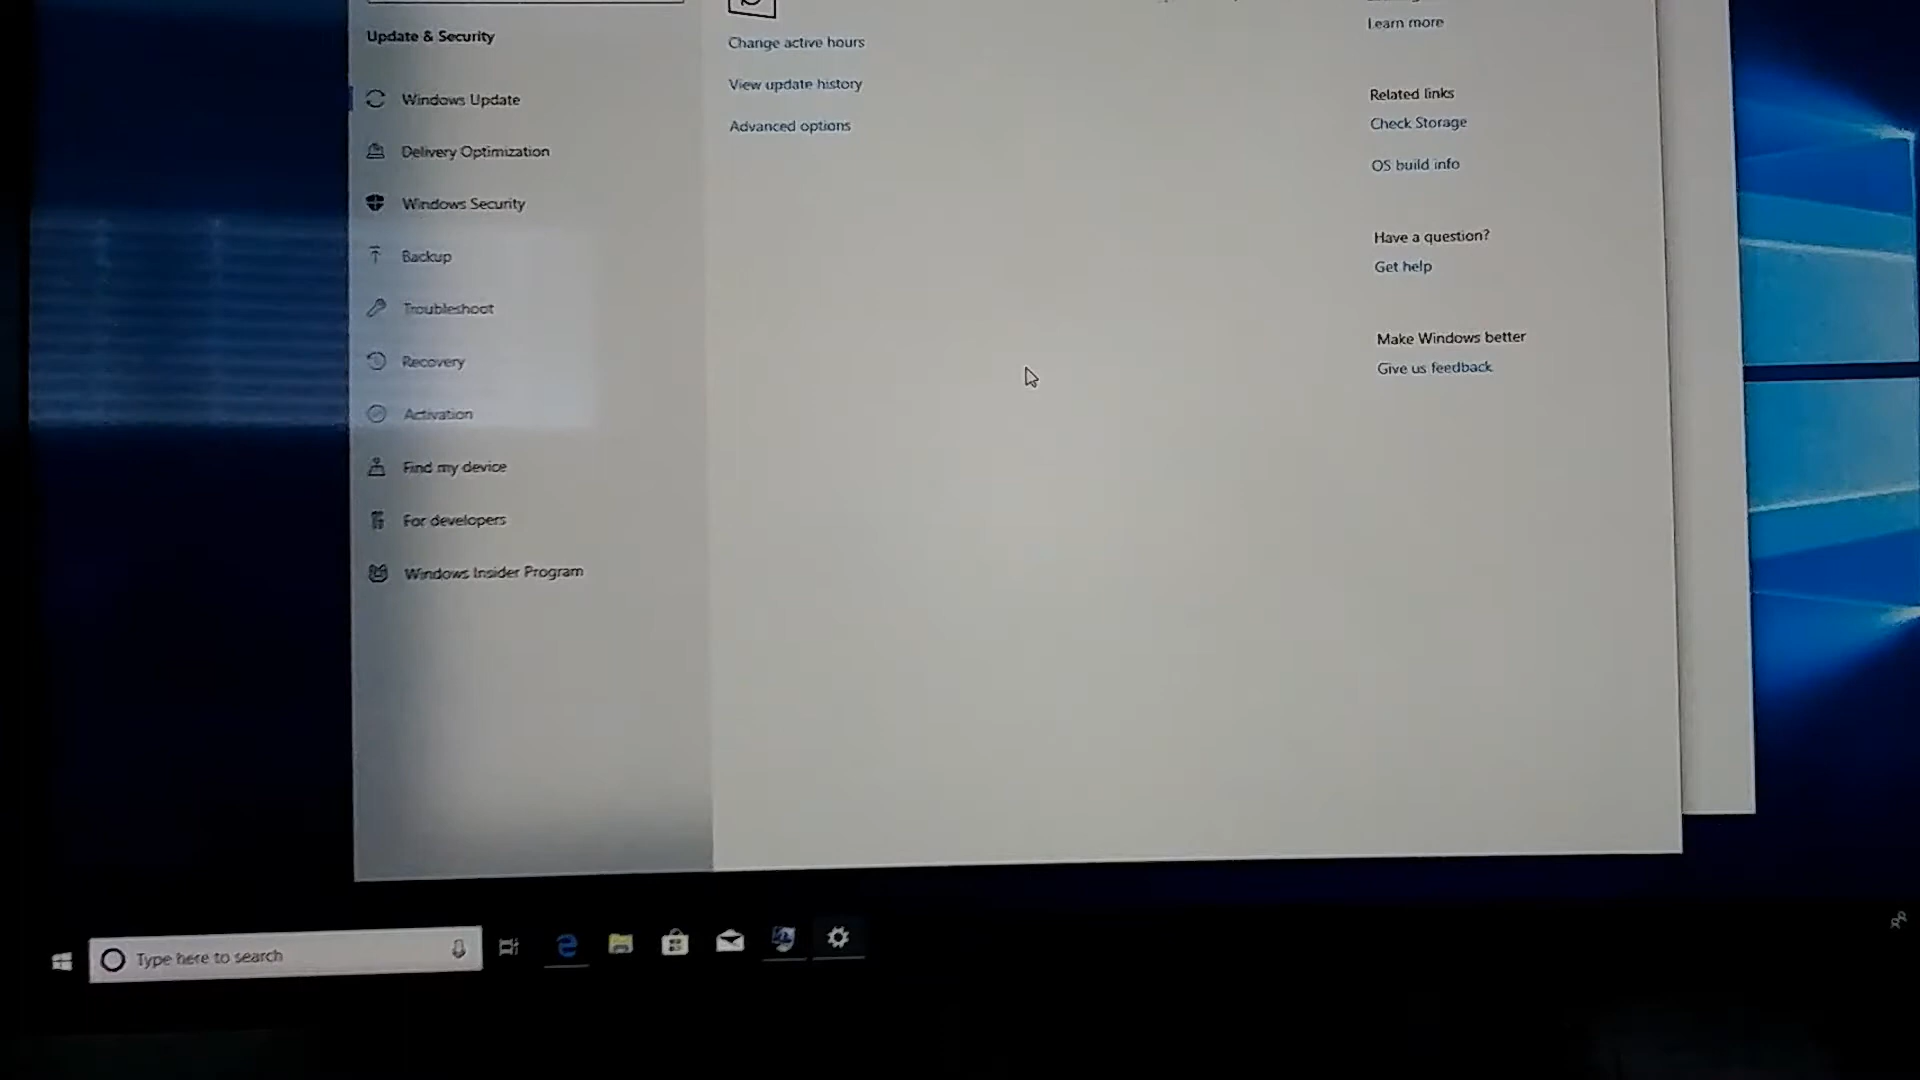 Update & Security
Windows Update
Delivery Optimization
Windows Security
Backup
Troubleshoot
Recovery
Activation
Find my device
For developers
Windows Insider Program
Change active hours
View update history
Advanced options
Learn more
Related links
Check Storage
OS build info
Have a question?
Get help
Make Windows better
Give us feedback
Type here to search